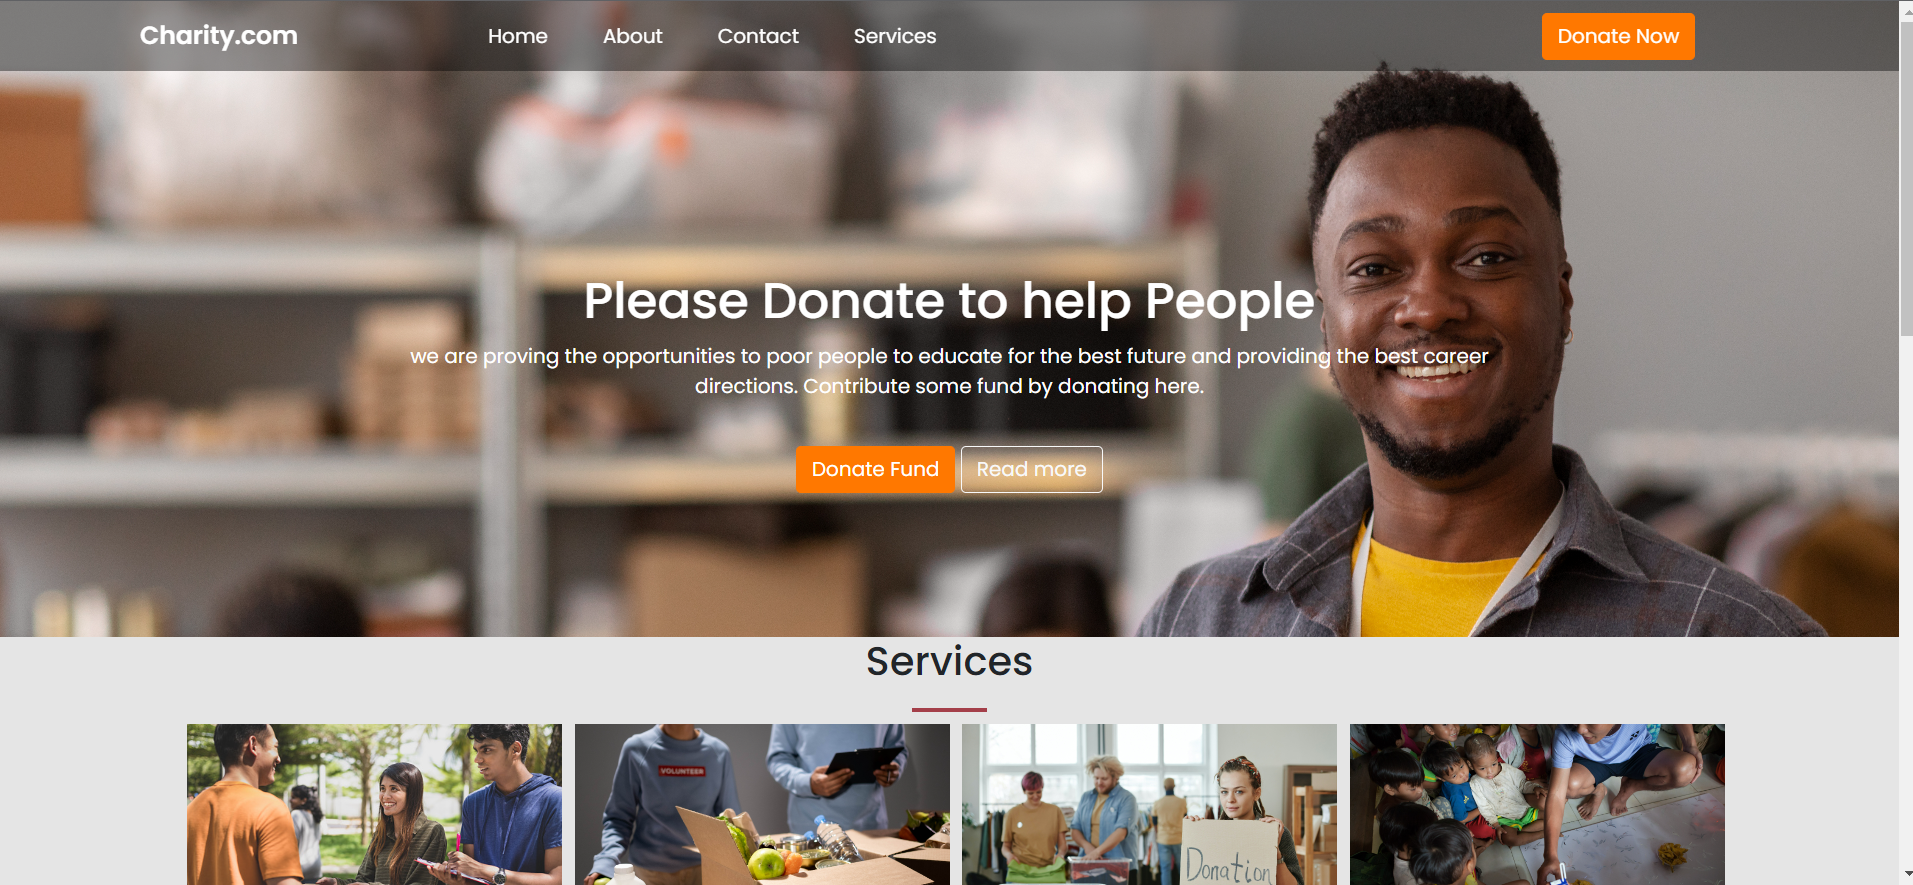 Charity.com
Home
About
Contact
Services
Donate Now
Please Donate to help People
we are proving the opportunities to poor people to educate for the best future and providing the best career
directions. Contribute some fund by donating here.
Donate Fund
Read more
Services
VOLUNTEER
Donation